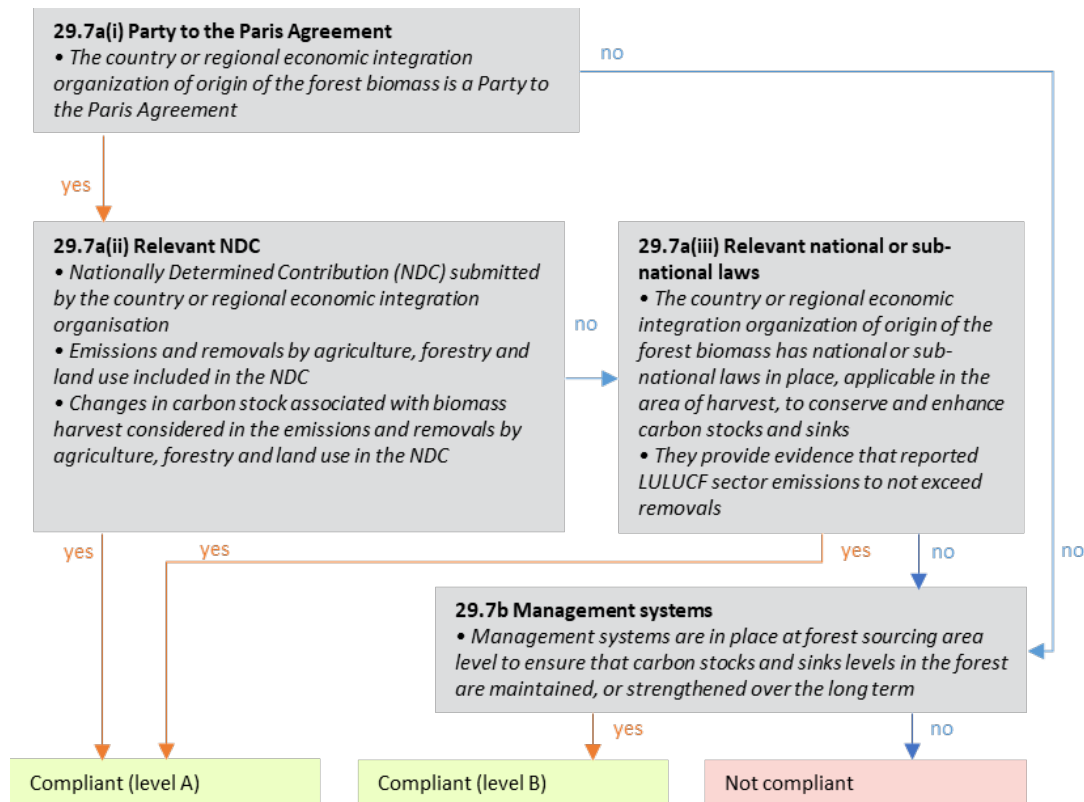 29.7a(i) Party to the Paris Agreement
• The country or regional economic integration
organization of origin of the forest biomass is a Party to
the Paris Agreement
no
yes
29.7a(ii) Relevant NDC
• Nationally Determined Contribution (NDC) submitted
by the country or regional economic integration
organisation
• Emissions and removals by agriculture, forestry and
land use included in the NDC
• Changes in carbon stock associated with biomass
harvest considered in the emissions and removals by
agriculture, forestry and land use in the NDC
no
29.7a(iii) Relevant national or sub-
national laws
• The country or regional economic
integration organization of origin of the
forest biomass has national or sub-
national laws in place, applicable in the
area of harvest, to conserve and enhance
carbon stocks and sinks
• They provide evidence that reported
LULUCF sector emissions to not exceed
removals
yes
yes
yes
no
no
29.7b Management systems
• Management systems are in place at forest sourcing area
level to ensure that carbon stocks and sinks levels in the forest
are maintained, or strengthened over the long term
yes
no
Compliant (level A)
Compliant (level B)
Not compliant